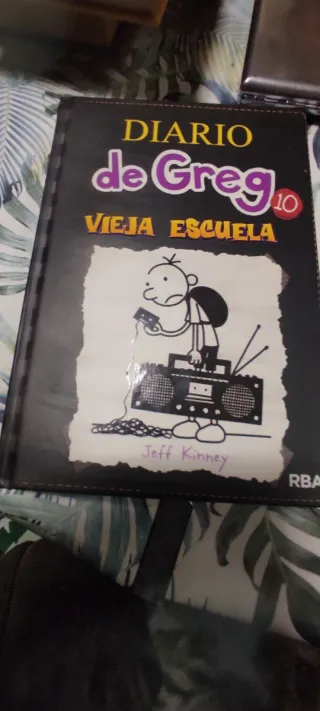 DIARIO
de Greg 10
VIEJA ESCUELA
Jeff Kinney
RBA